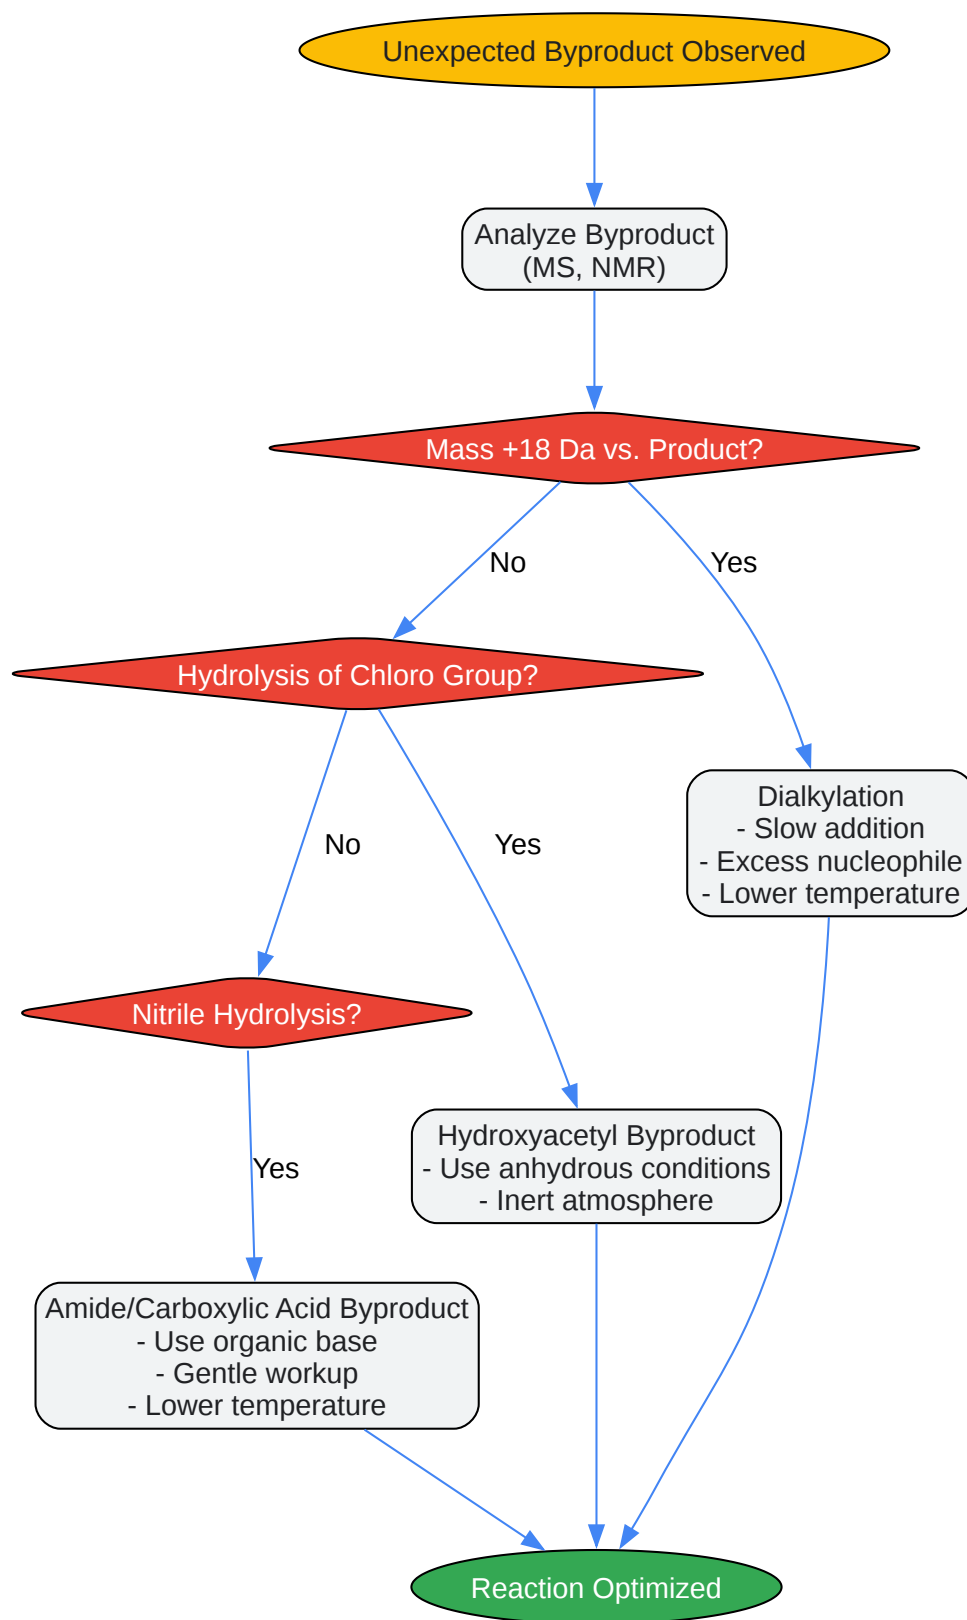 Unexpected Byproduct Observed
Analyze Byproduct
(MS, NMR)
Mass +18 Da vs. Product?
No
Yes
Hydrolysis of Chloro Group?
Dialkylation
- Slow addition
- Excess nucleophile
- Lower temperature
No
Yes
Nitrile Hydrolysis?
Hydroxyacetyl Byproduct
- Use anhydrous conditions
- Inert atmosphere
Yes
Amide/Carboxylic Acid Byproduct
- Use organic base
- Gentle workup
- Lower temperature
Reaction Optimized